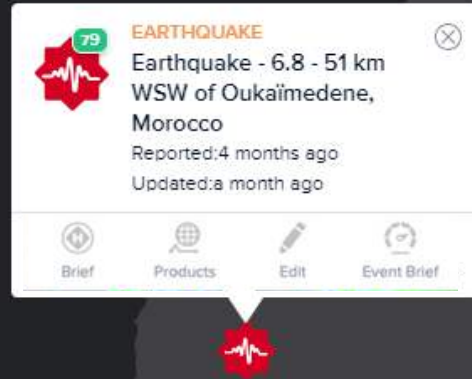 79
EARTHQUAKE
Earthquake - 6.8 - 51 km
WSW of Oukaïmedene,
Morocco
Reported:4 months ago
Updated:a month ago
Brief Products Edit Event Brief